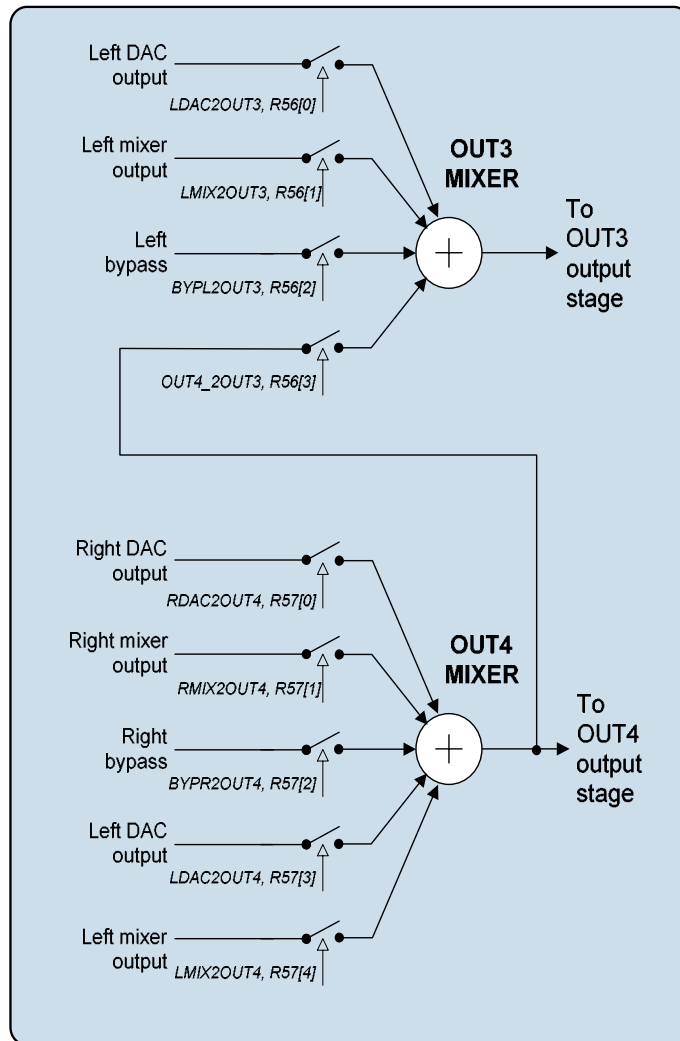 Left DAC
output
LDAC2OUT3, R56[0]
Left mixer
output
LMIX2OUT3, R56[1]
Left
bypass
BYPL2OUT3, R56[2]
OUT4_2OUT3, R56[3]
OUT3
MIXER
To
OUT3
output
stage
Right DAC
output
RDAC2OUT4, R57[0]
Right mixer
output
RMIX2OUT4, R57[1]
Right
bypass
BYPR2OUT4, R57[2]
Left DAC
output
LDAC2OUT4, R57[3]
Left mixer
output
LMIX2OUT4, R57[4]
OUT4
MIXER
To
OUT4
output
stage